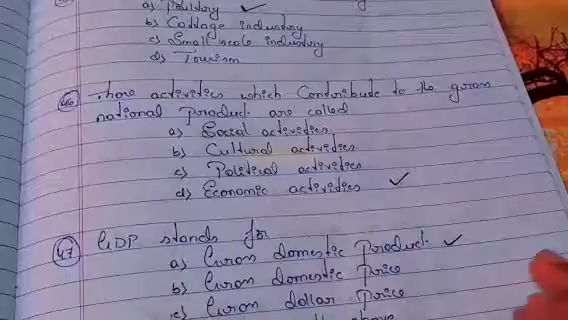 a) Poultry ✓
b) Cottage industry
c) Small scale industry
d) Tourism
46 Those activities which Contribute to the gross
national Product are called
a) Social activities
b) Cultural activities
c) Political activities
d) Economic activities ✓
47 GDP stands for
a) Gross domestic Product ✓
b) Gross domestic Price
c) Gross dollar Price
above